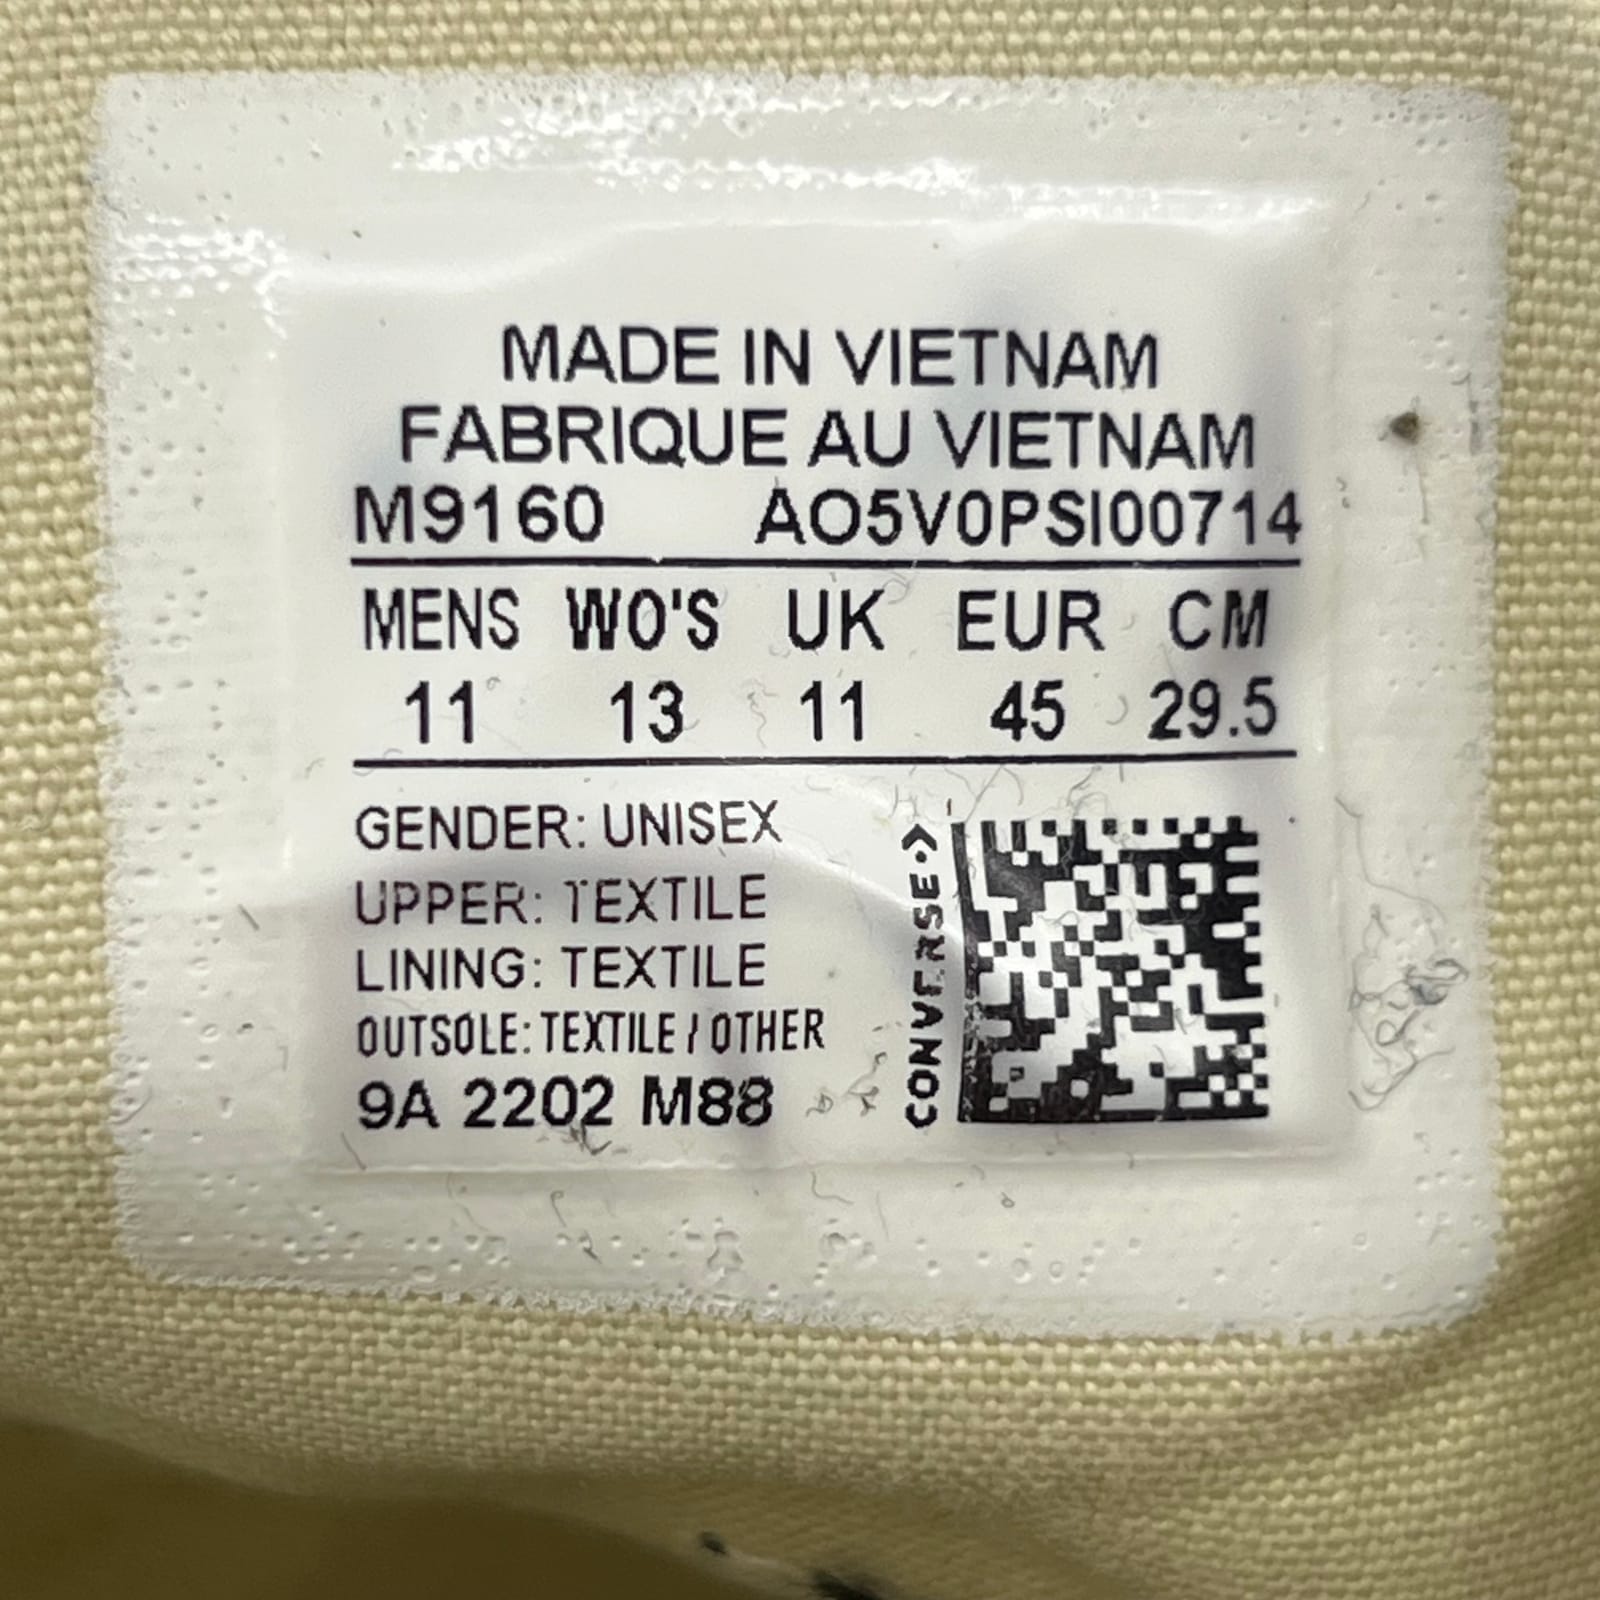 MADE IN VIETNAM
FABRIQUE AU VIETNAM
M9160 AO5V0PSI00714
MENS WO'S UK EUR CM
11 13 11 45 29.5
GENDER: UNISEX
UPPER: TEXTILE
LINING: TEXTILE
OUTSOLE: TEXTILE / OTHER
9A 2202 M88
CONVERSE